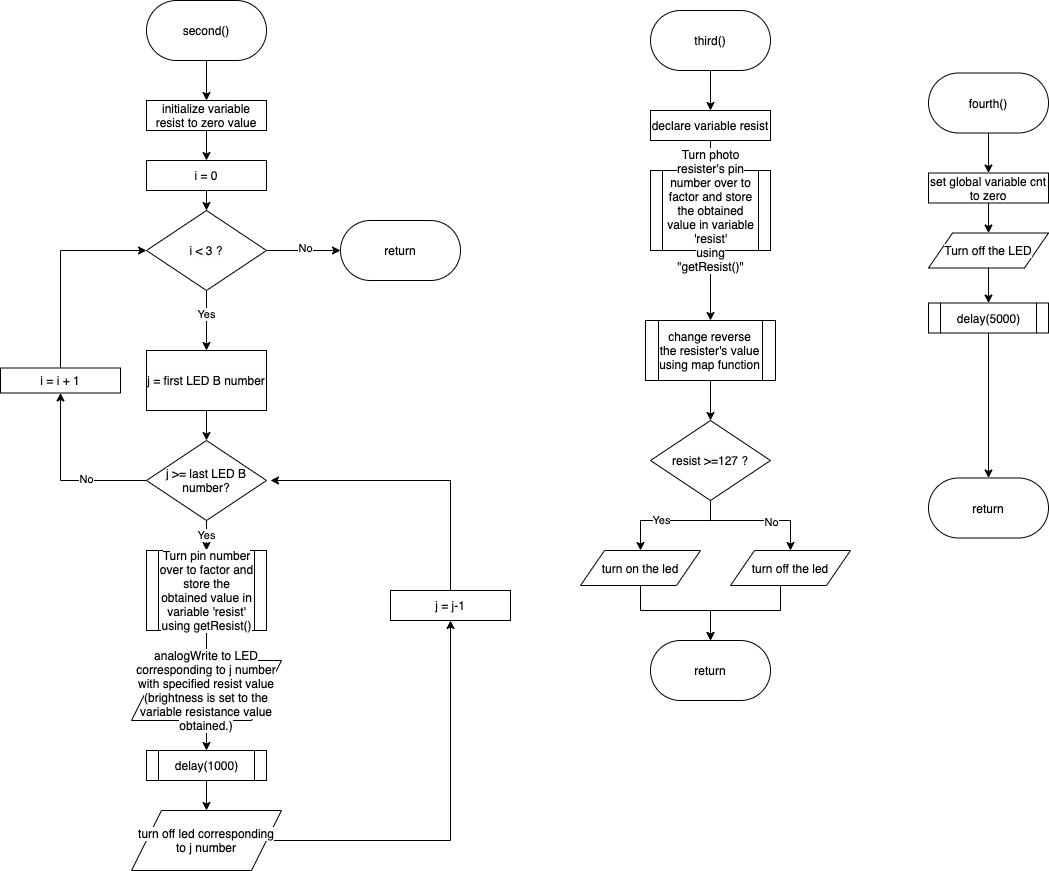 second()
initialize variable
resist to zero value
i = 0
i < 3 ?
No
return
Yes
i = i + 1
j = first LED B number
j >= last LED B
number?
No
Yes
Turn pin number
over to factor and
store the
obtained value in
variable 'resist'
using getResist()
j = j-1
analogWrite to LED
corresponding to j number
with specified resist value
(brightness is set to the
variable resistance value
obtained.)
delay(1000)
turn off led corresponding
to j number
third()
declare variable resist
Turn photo
resister's pin
number over to
factor and store
the obtained
value in variable
'resist'
using
"getResist()"
change reverse
the resister's value
using map function
resist >=127 ?
Yes
No
turn on the led
turn off the led
return
fourth()
set global variable cnt
to zero
Turn off the LED
delay(5000)
return